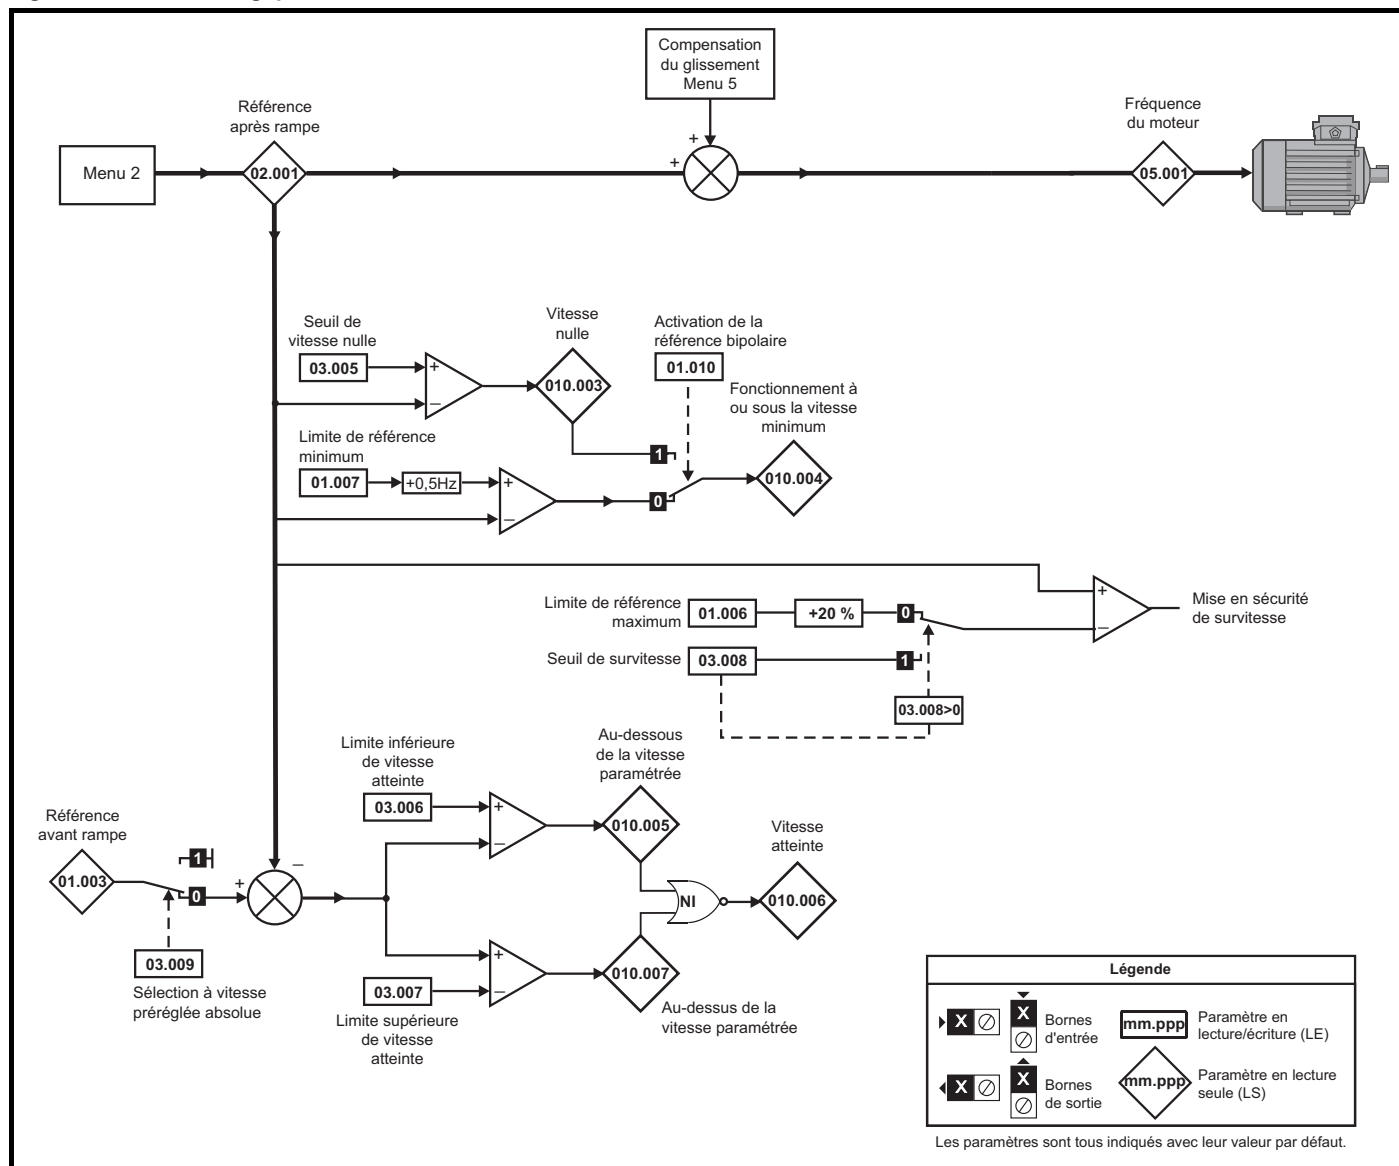 Compensation
du glissement
Menu 5
Référence
après rampe
Fréquence
du moteur
Menu 2
02.001
+
+
05.001
Seuil de
vitesse nulle
Vitesse
nulle
Activation de la
référence bipolaire
03.005
+
–
010.003
01.010
Fonctionnement à
ou sous la vitesse
minimum
Limite de référence
minimum
1
01.007
+0,5Hz
+
–
0
010.004
Limite de référence
maximum
01.006
+20 %
0
+
–
Mise en sécurité
de survitesse
Seuil de survitesse
03.008
1
03.008>0
Limite inférieure
de vitesse
atteinte
Au-dessous
de la vitesse
paramétrée
03.006
+
–
010.005
Vitesse
atteinte
Référence
avant rampe
01.003
1
0
+
–
NI
010.006
03.009
Sélection à vitesse
préréglée absolue
03.007
+
–
010.007
Limite supérieure
de vitesse
atteinte
Au-dessus de la
vitesse paramétrée
Légende
X
X
Bornes
d'entrée
mm.ppp
Paramètre en
lecture/écriture (LE)
X
X
Bornes
de sortie
mm.ppp
Paramètre en lecture
seule (LS)
Les paramètres sont tous indiqués avec leur valeur par défaut.